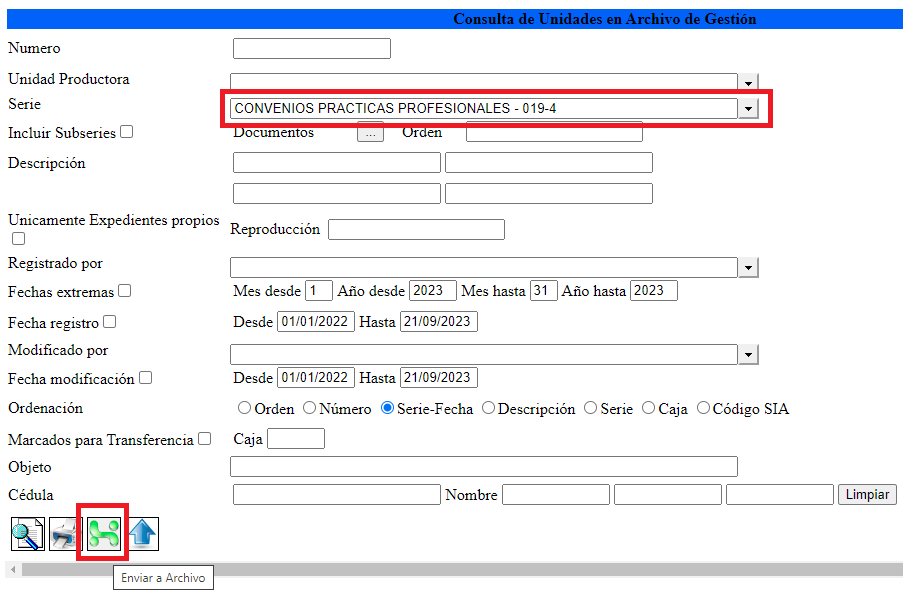 Consulta de Unidades en Archivo de Gestión
Numero
Unidad Productora
Serie CONVENIOS PRACTICAS PROFESIONALES - 019-4
Incluir Subseries Documentos ... Orden
Descripción
Unicamente Expedientes propios Reproducción
Registrado por
Fechas extremas Mes desde 1 Año desde 2023 Mes hasta 31 Año hasta 2023
Fecha registro Desde 01/01/2022 Hasta 21/09/2023
Modificado por
Fecha modificación Desde 01/01/2022 Hasta 21/09/2023
Ordenación Orden Número Serie-Fecha Descripción Serie Caja Código SIA
Marcados para Transferencia Caja
Objeto
Cédula Nombre Limpiar
Enviar a Archivo